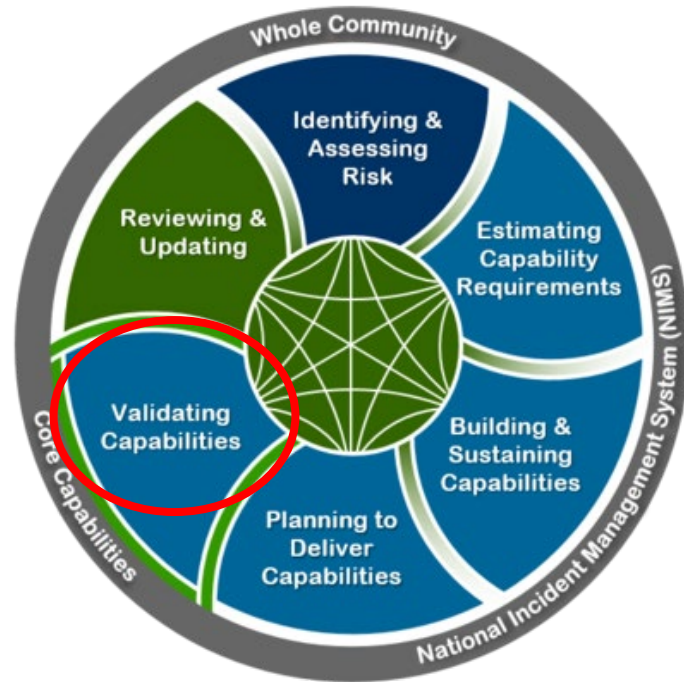 Whole Community
Identifying &
Assessing
Risk
Estimating
Capability
Requirements
Building &
Sustaining
Capabilities
Planning to
Deliver
Capabilities
Validating
Capabilities
Reviewing &
Updating
National Incident Management System (NIMS)
Core Capabilities